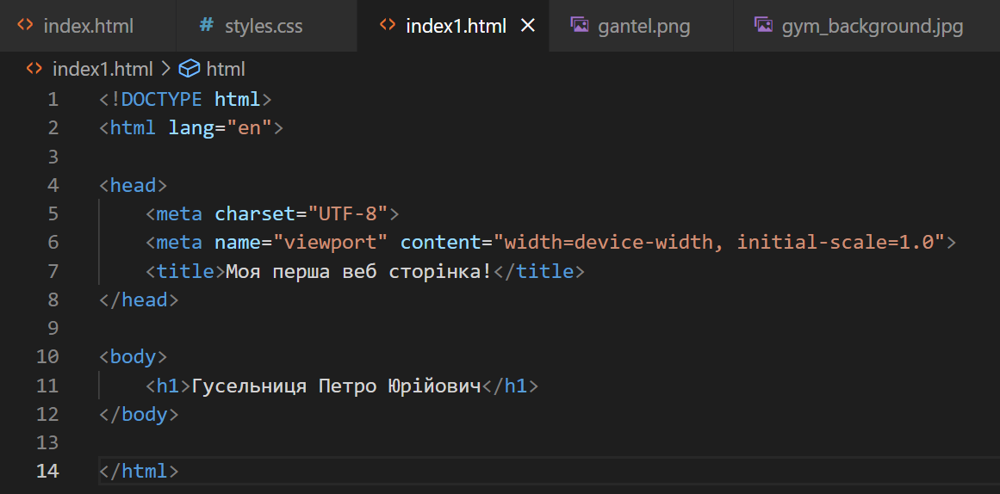 index.html # styles.css index1.html × gantel.png gym_background.jpg
index1.html > html
1 <!DOCTYPE html>
2 <html lang="en">
3
4 <head>
5 <meta charset="UTF-8">
6 <meta name="viewport" content="width=device-width, initial-scale=1.0">
7 <title>Моя перша веб сторінка!</title>
8 </head>
9
10 <body>
11 <h1>Гусельниця Петро Юрійович</h1>
12 </body>
13
14 </html>